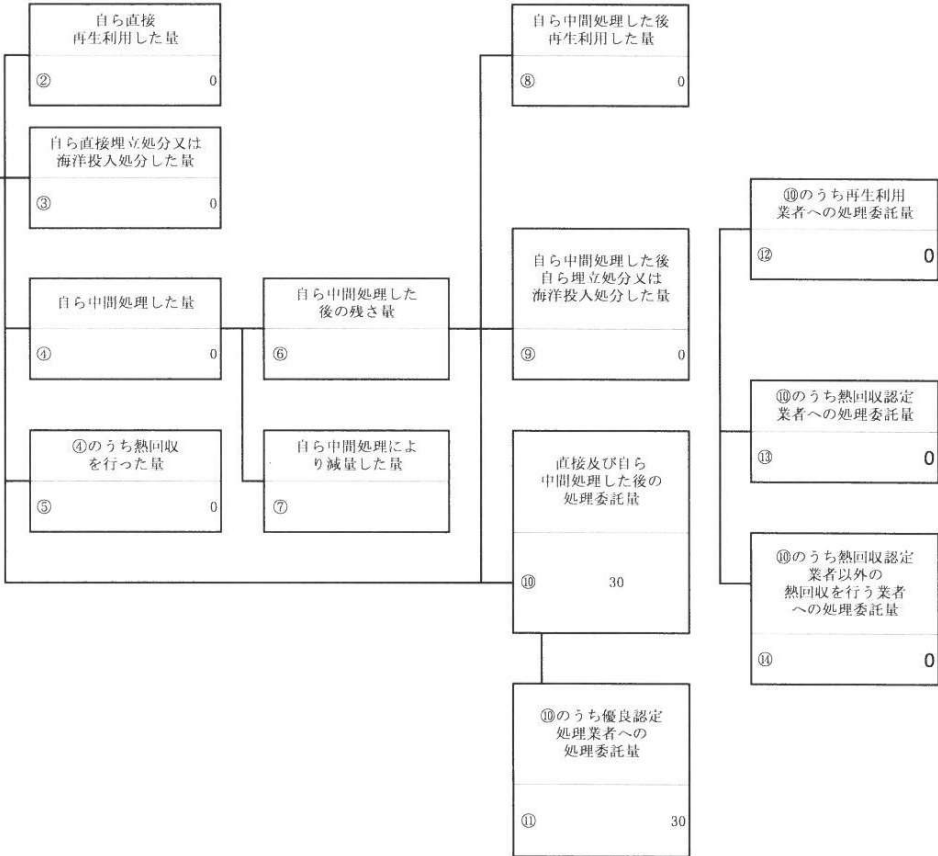 自ら直接
再生利用した量
② 0
自ら直接埋立処分又は
海洋投入処分した量
③ 0
自ら中間処理した量
④ 0
④のうち熱回収
を行った量
⑤ 0
自ら中間処理した
後の残さ量
⑥
自ら中間処理によ
り減量した量
⑦
自ら中間処理した後
再生利用した量
⑧ 0
自ら中間処理した後
自ら埋立処分又は
海洋投入処分した量
⑨ 0
直接及び自ら
中間処理した後の
処理委託量
⑩ 30
⑩のうち優良認定
処理業者への
処理委託量
⑪ 30
⑩のうち再生利用
業者への処理委託量
⑫ 0
⑩のうち熱回収認定
業者への処理委託量
⑬ 0
⑩のうち熱回収認定
業者以外の
熱回収を行う業者
への処理委託量
⑭ 0